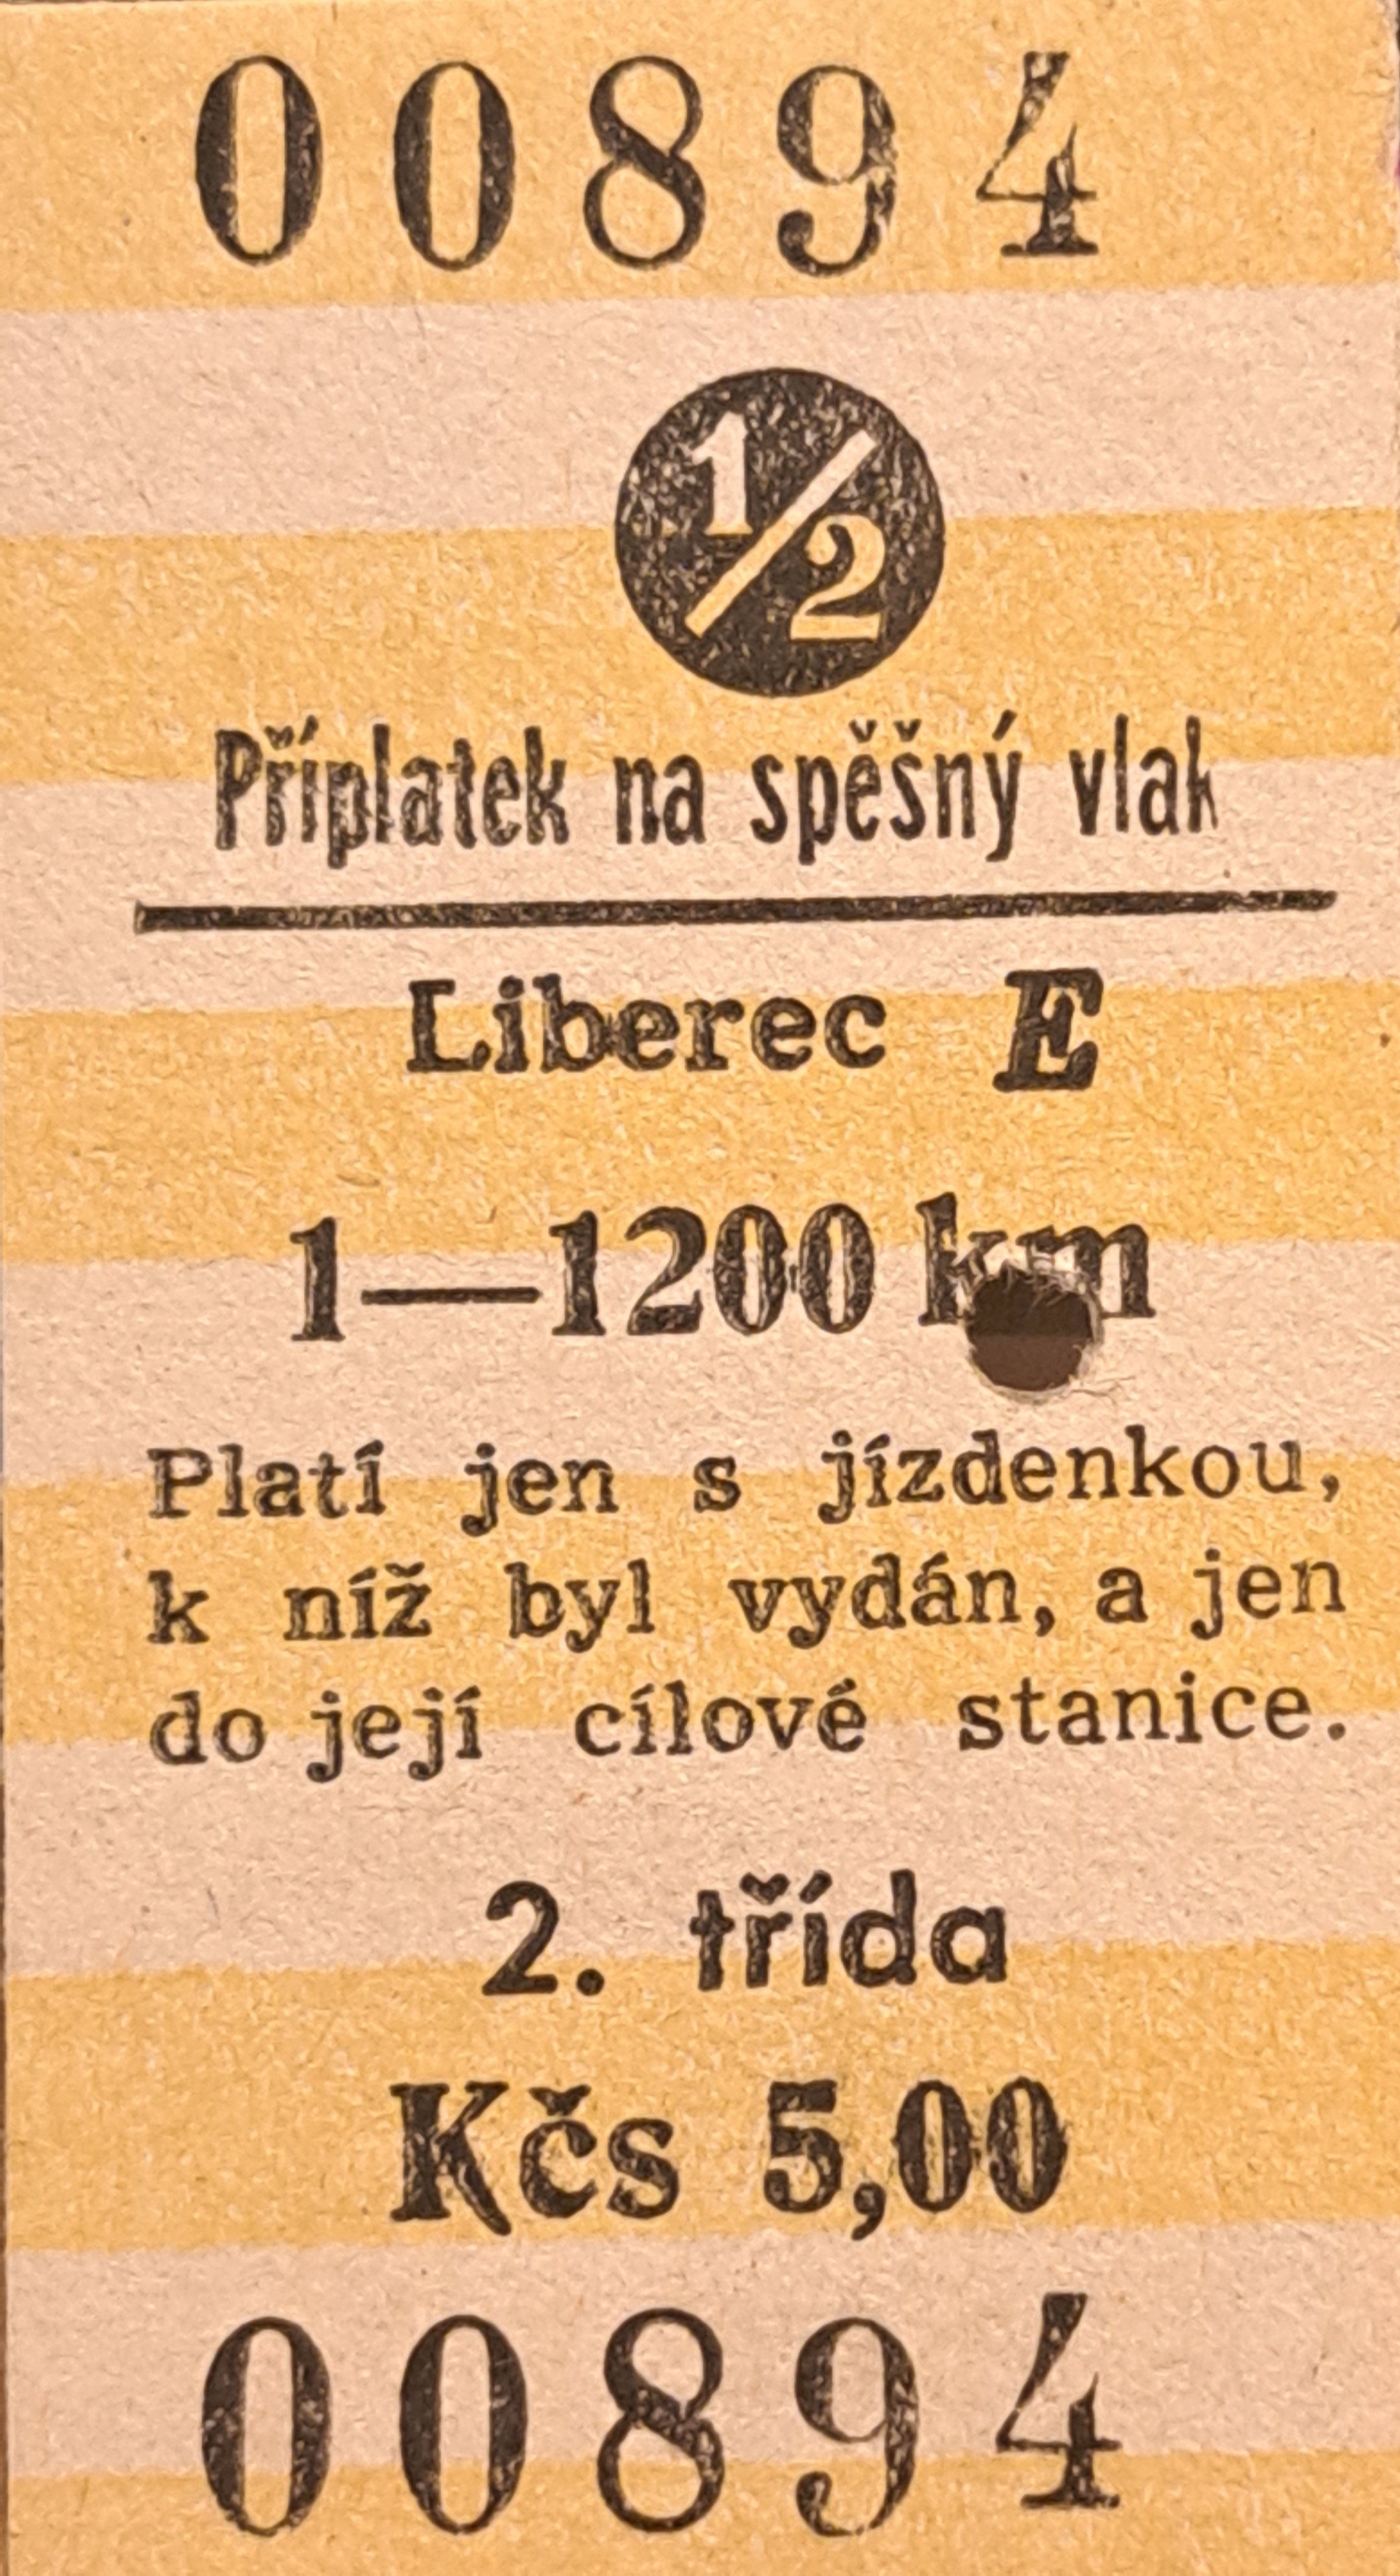 00894
1/2
Příplatek na spěšný vlak
Liberec E
1—1200 km
Platí jen s jízdenkou,
k níž byl vydán, a jen
do její cílové stanice.
2. třída
Kčs 5,00
00894